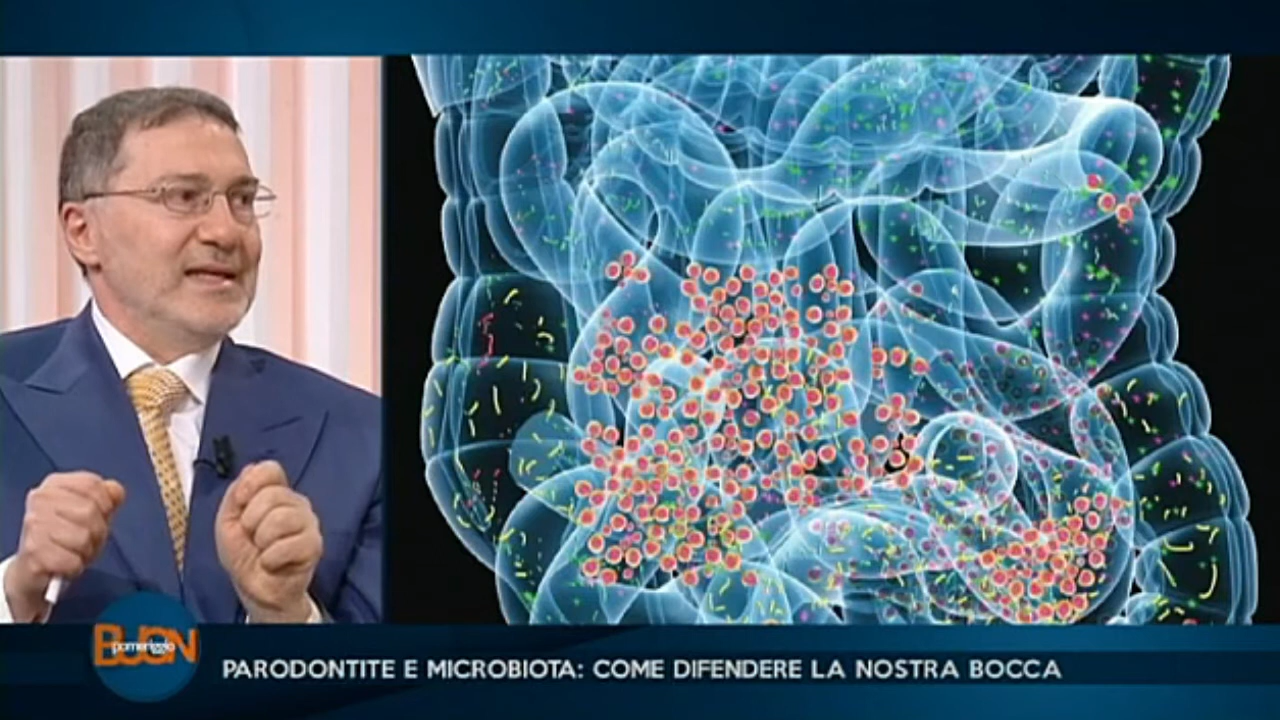 BUON
pomeriggio
PARODONTITE E MICROBIOTA: COME DIFENDERE LA NOSTRA BOCCA